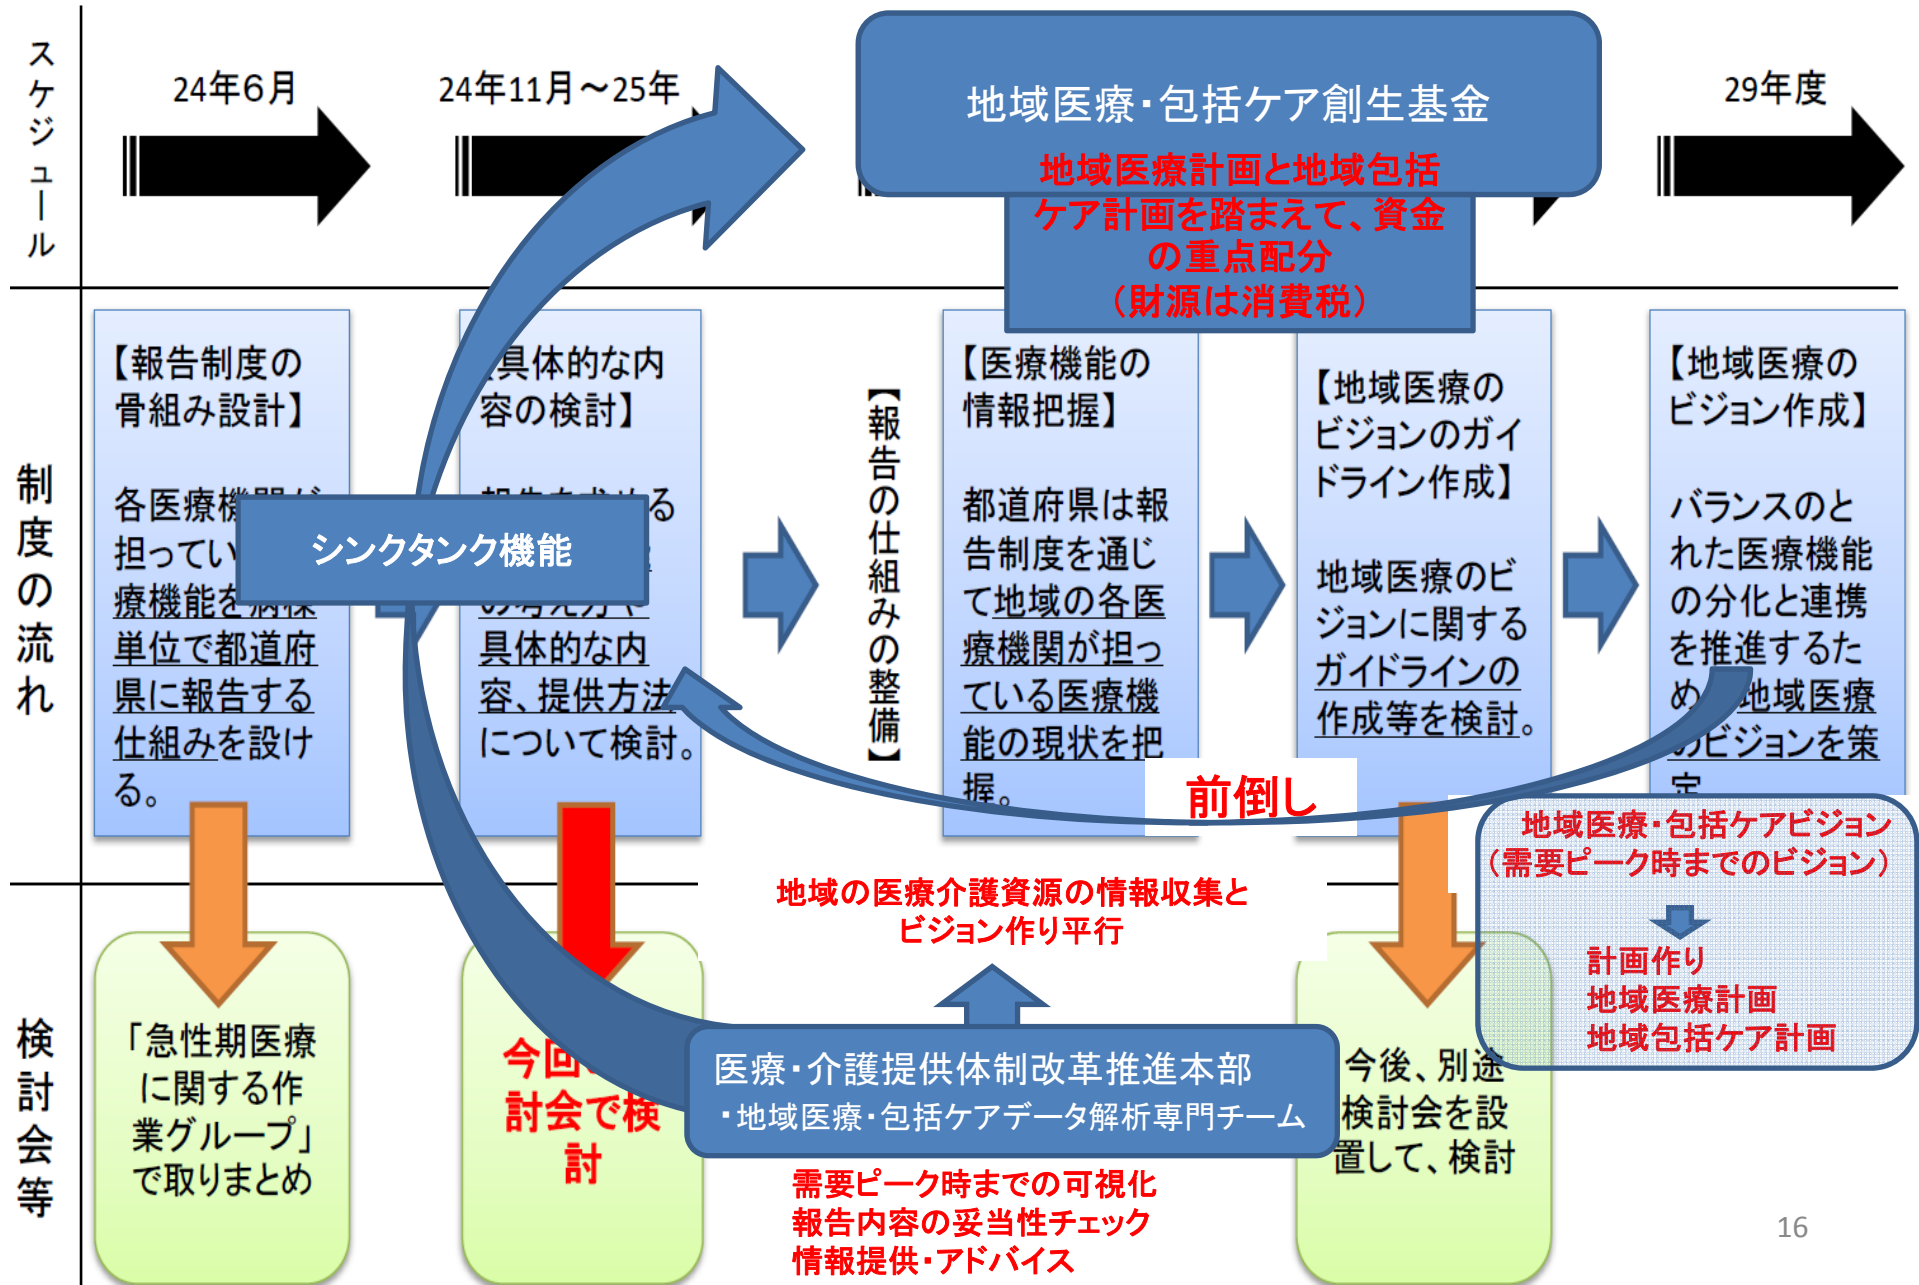 スケジュール
24年6月
24年11月～25年
29年度
地域医療・包括ケア創生基金
地域医療計画と地域包括
ケア計画を踏まえて、資金
の重点配分
（財源は消費税）
制度の流れ
【報告制度の
骨組み設計】
各医療機関が
担ってい
療機能を病棟
単位で都道府
県に報告する
仕組みを設け
る。
具体的な内
容の検討】
報告を求める
の考え方や
具体的な内
容、提供方法
について検討。
シンクタンク機能
【報告の仕組みの整備】
【医療機能の
情報把握】
都道府県は報
告制度を通じ
て地域の各医
療機関が担っ
ている医療機
能の現状を把
握。
【地域医療の
ビジョンのガイ
ドライン作成】
地域医療のビ
ジョンに関する
ガイドラインの
作成等を検討。
【地域医療の
ビジョン作成】
バランスのと
れた医療機能
の分化と連携
を推進するた
め
地域医療
のビジョンを策
定
前倒し
地域医療・包括ケアビジョン
（需要ピーク時までのビジョン）
計画作り
地域医療計画
地域包括ケア計画
地域の医療介護資源の情報収集と
ビジョン作り平行
検討会等
「急性期医療
に関する作
業グループ」
で取りまとめ
今回
討会で検
討
医療・介護提供体制改革推進本部
・地域医療・包括ケアデータ解析専門チーム
需要ピーク時までの可視化
報告内容の妥当性チェック
情報提供・アドバイス
今後、別途
検討会を設
置して、検討
16